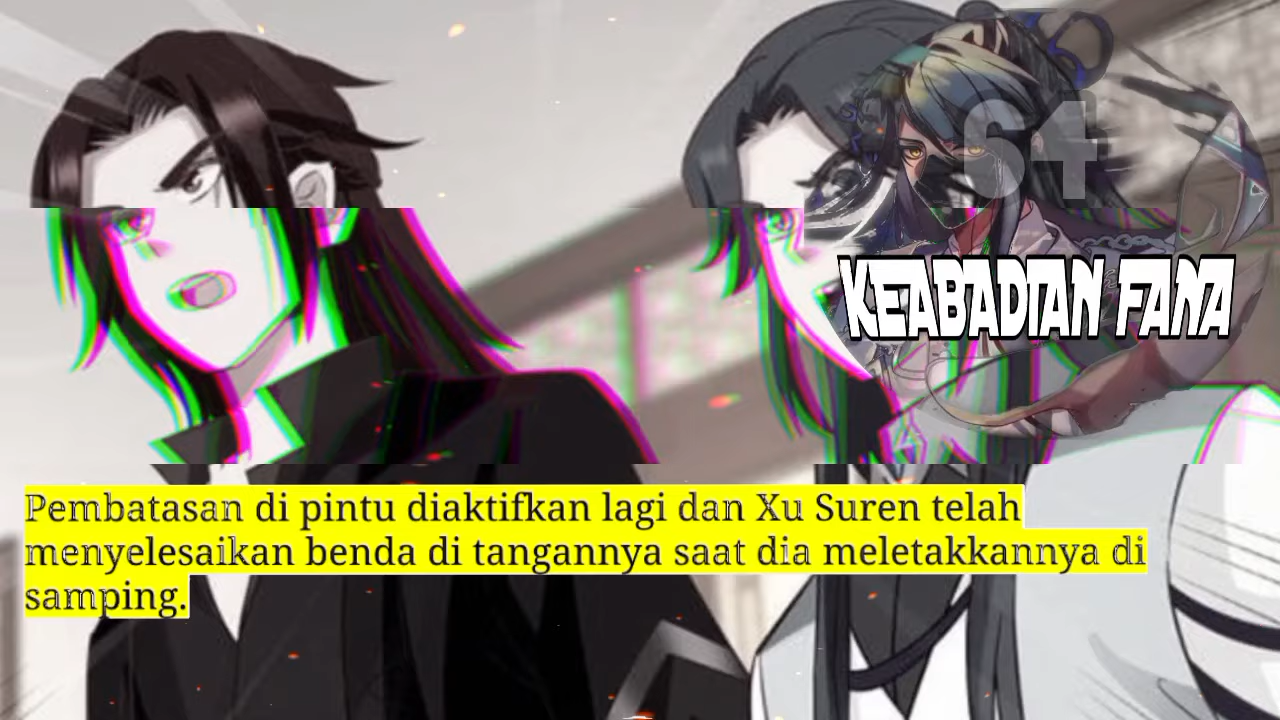 64
KEABADIAN FANA
Pembatasan di pintu diaktifkan lagi dan Xu Suren telah
menyelesaikan benda di tangannya saat dia meletakkannya di
samping.